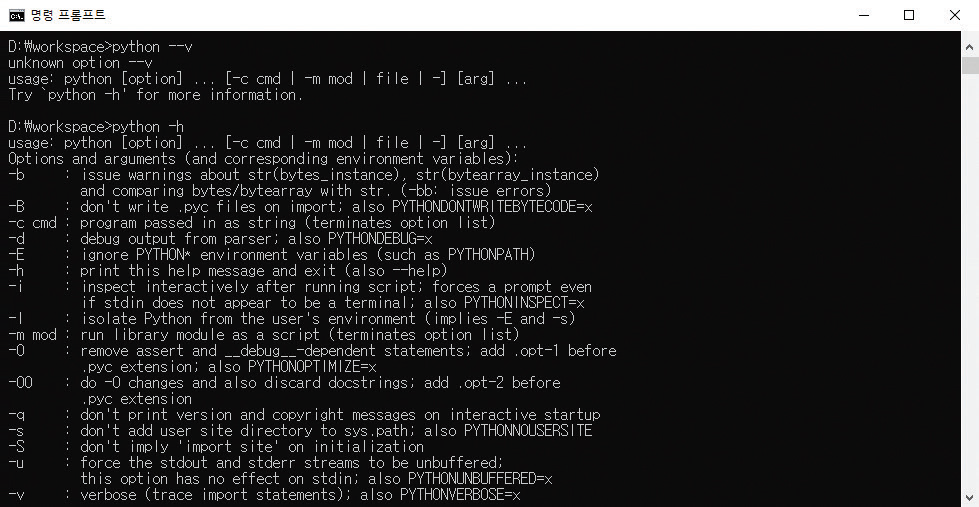 명령 프롬프트
D:₩workspace>python --v
unknown option --v
usage: python [option] ... [-c cmd | -m mod | file | -] [arg] ...
Try `python -h' for more information.

D:₩workspace>python -h
usage: python [option] ... [-c cmd | -m mod | file | -] [arg] ...
Options and arguments (and corresponding environment variables):
-b     : issue warnings about str(bytes_instance), str(bytearray_instance)
         and comparing bytes/bytearray with str. (-bb: issue errors)
-B     : don't write .pyc files on import; also PYTHONDONTWRITEBYTECODE=x
-c cmd : program passed in as string (terminates option list)
-d     : debug output from parser; also PYTHONDEBUG=x
-E     : ignore PYTHON* environment variables (such as PYTHONPATH)
-h     : print this help message and exit (also --help)
-i     : inspect interactively after running script; forces a prompt even
         if stdin does not appear to be a terminal; also PYTHONINSPECT=x
-I     : isolate Python from the user's environment (implies -E and -s)
-m mod : run library module as a script (terminates option list)
-O     : remove assert and __debug__-dependent statements; add .opt-1 before
         .pyc extension; also PYTHONOPTIMIZE=x
-OO    : do -O changes and also discard docstrings; add .opt-2 before
         .pyc extension
-q     : don't print version and copyright messages on interactive startup
-s     : don't add user site directory to sys.path; also PYTHONNOUSERSITE
-S     : don't imply 'import site' on initialization
-u     : force the stdout and stderr streams to be unbuffered;
         this option has no effect on stdin; also PYTHONUNBUFFERED=x
-v     : verbose (trace import statements); also PYTHONVERBOSE=x